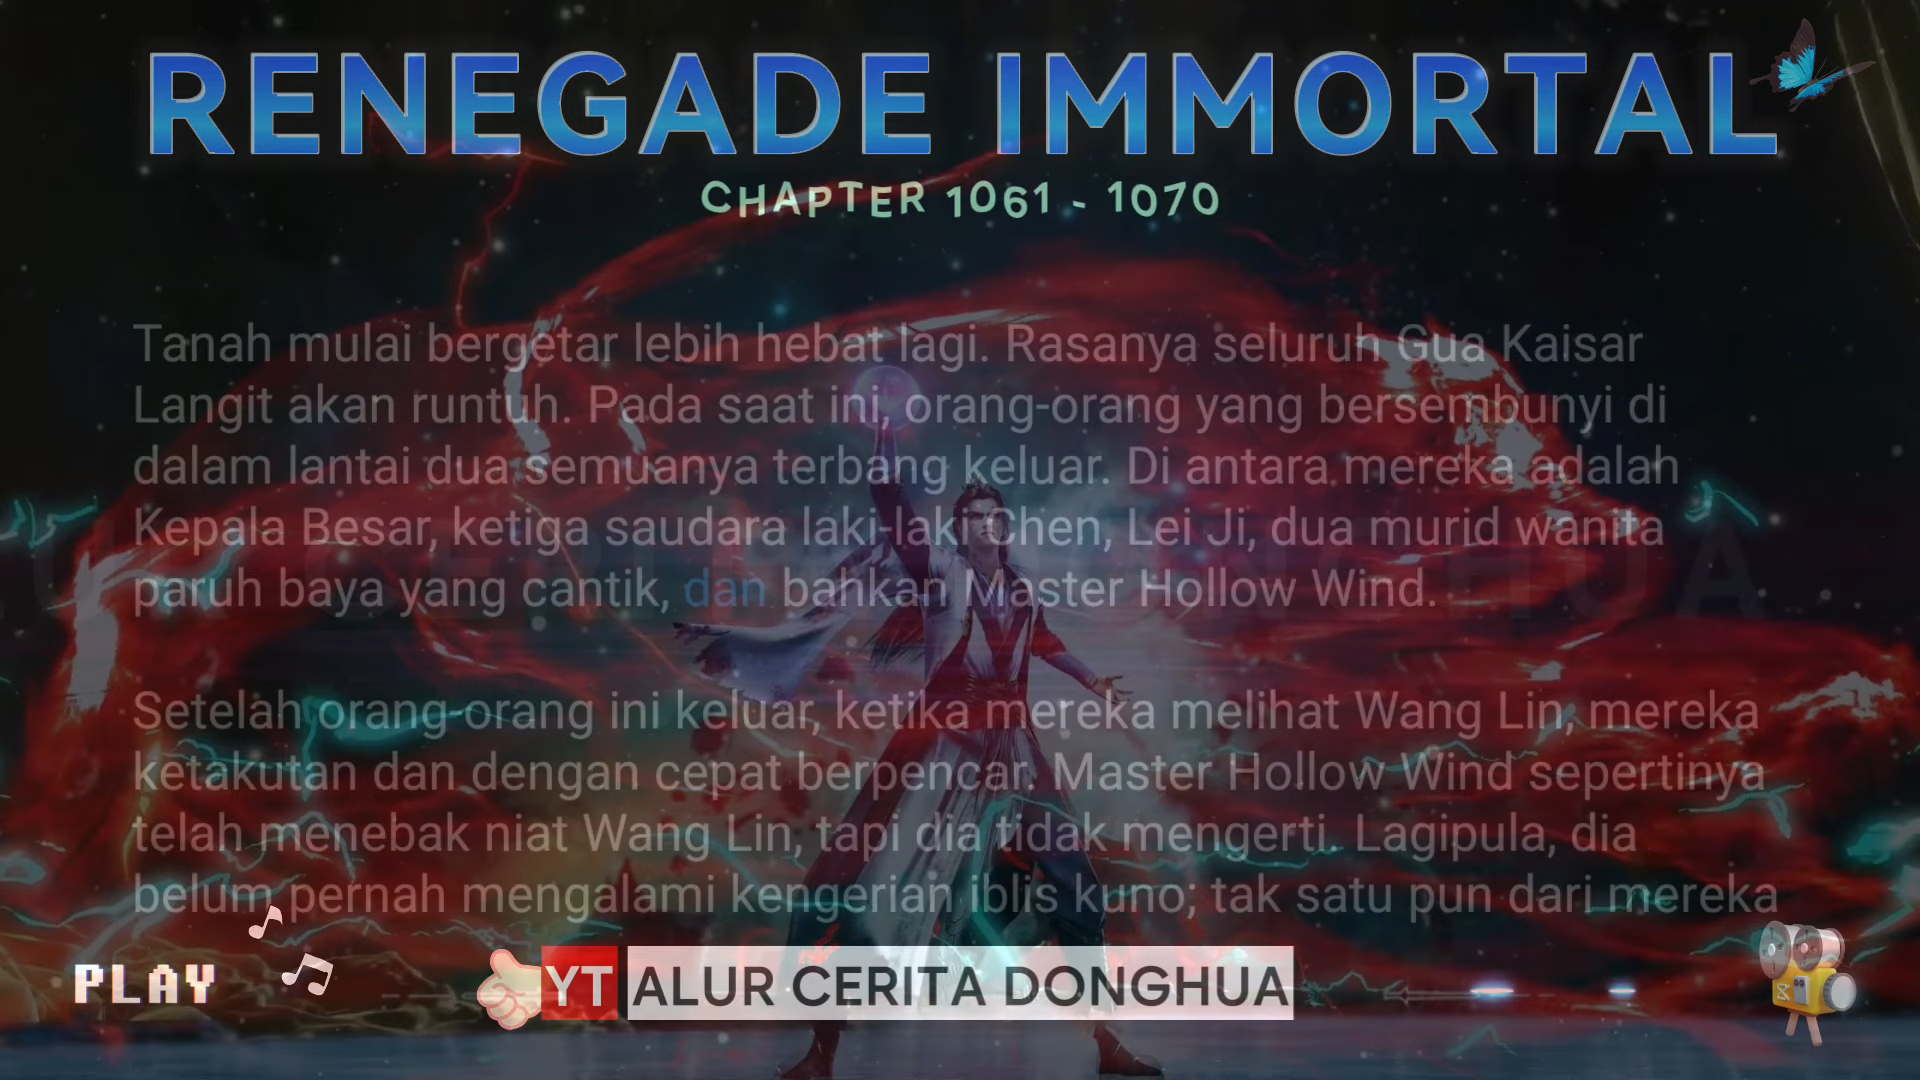 RENEGADE IMMORTAL
CHAPTER 1061 - 1070
Tanah mulai bergetar lebih hebat lagi. Rasanya seluruh Gua Kaisar
Langit akan runtuh. Pada saat ini, orang-orang yang bersembunyi di
dalam lantai dua semuanya terbang keluar. Di antara mereka adalah
Kepala Besar, ketiga saudara laki-laki Chen, Lei Ji, dua murid wanita
paruh baya yang cantik, dan bahkan Master Hollow Wind.
Setelah orang-orang ini keluar, ketika mereka melihat Wang Lin, mereka
ketakutan dan dengan cepat berpencar. Master Hollow Wind sepertinya
telah menebak niat Wang Lin, tapi dia tidak mengerti. Lagipula, dia
belum pernah mengalami kengerian iblis kuno; tak satu pun dari mereka
PLAY
YT ALUR CERITA DONGHUA